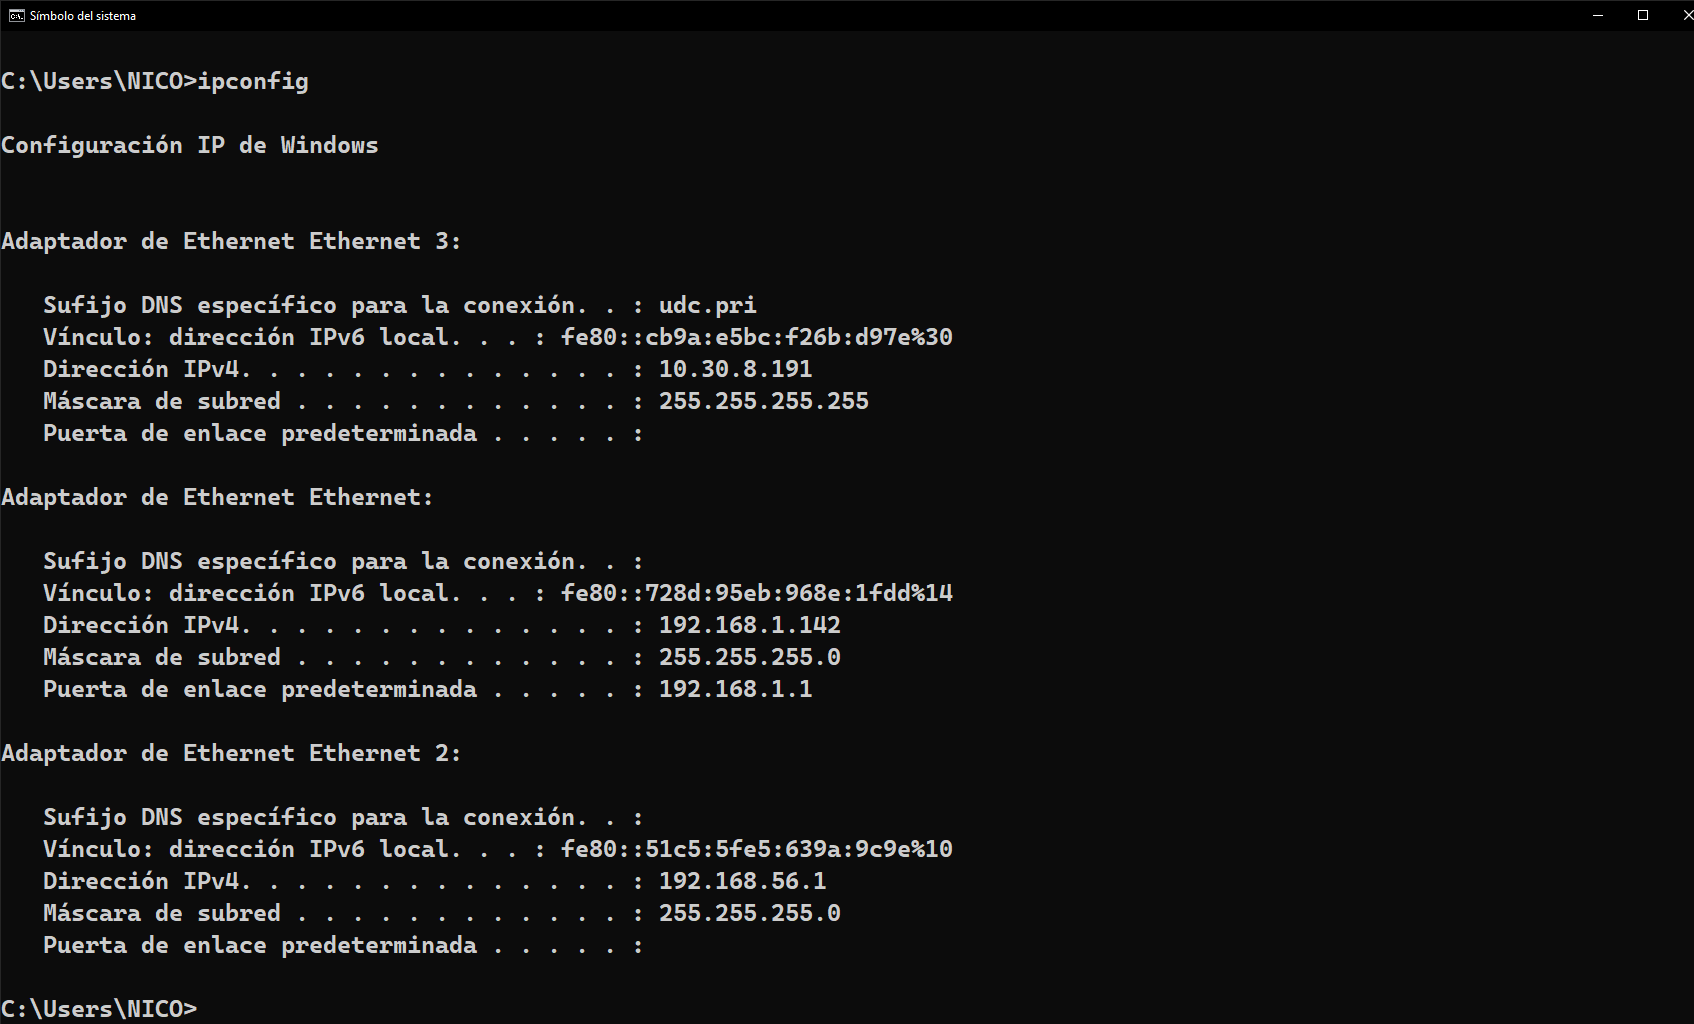 Símbolo del sistema
C:\Users\NICO>ipconfig
Configuración IP de Windows
Adaptador de Ethernet Ethernet 3:
Sufijo DNS específico para la conexión. . : udc.pri
Vínculo: dirección IPv6 local. . . : fe80::cb9a:e5bc:f26b:d97e%30
Dirección IPv4. . . . . . . . . . . . . . : 10.30.8.191
Máscara de subred . . . . . . . . . . . . : 255.255.255.255
Puerta de enlace predeterminada . . . . . :
Adaptador de Ethernet Ethernet:
Sufijo DNS específico para la conexión. . :
Vínculo: dirección IPv6 local. . . : fe80::728d:95eb:968e:1fdd%14
Dirección IPv4. . . . . . . . . . . . . . : 192.168.1.142
Máscara de subred . . . . . . . . . . . . : 255.255.255.0
Puerta de enlace predeterminada . . . . . : 192.168.1.1
Adaptador de Ethernet Ethernet 2:
Sufijo DNS específico para la conexión. . :
Vínculo: dirección IPv6 local. . . : fe80::51c5:5fe5:639a:9c9e%10
Dirección IPv4. . . . . . . . . . . . . . : 192.168.56.1
Máscara de subred . . . . . . . . . . . . : 255.255.255.0
Puerta de enlace predeterminada . . . . . :
C:\Users\NICO>